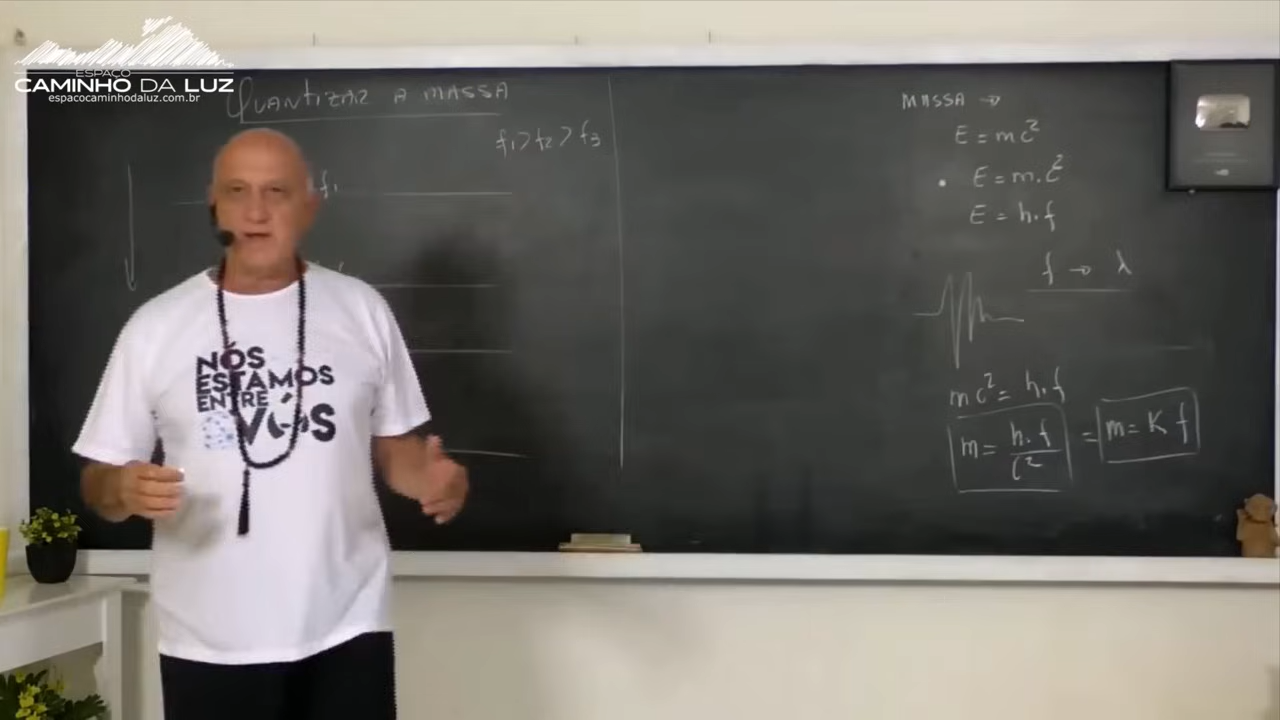 ESPAÇO
CAMINHO DA LUZ
espacocaminhodaluz.com.br
QUANTIZAR A MASSA
f1 > f2 > f3
f1
NÓS
ESTAMOS
ENTRE
VÓS
MASSA →
E = mc²
• E = m.c²
E = h.f
f → λ
mc² = h.f
m = h.f / c² = m = K f